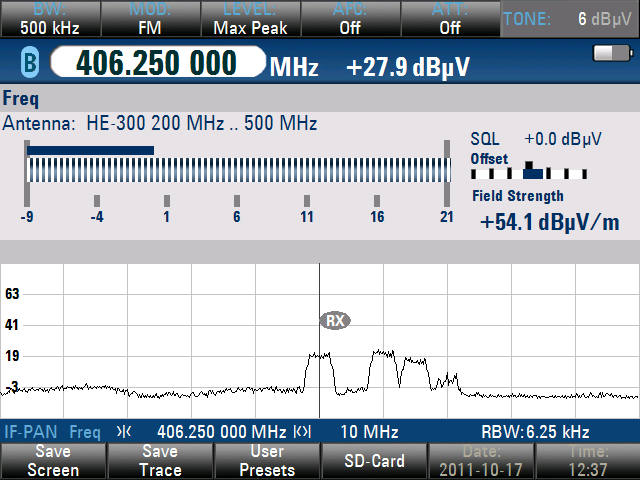 BW: MOD: LEVEL: AFC: ATT: TONE: 6 dBµV
500 kHz FM Max Peak Off Off
B 406.250 000 MHz +27.9 dBµV
Freq
Antenna: HE-300 200 MHz .. 500 MHz
SQL +0.0 dBµV
Offset
Field Strength
-9 -4 1 6 11 16 21
+54.1 dBµV/m
63
RX
41
19
-3
IF-PAN Freq 406.250 000 MHz 10 MHz RBW: 6.25 kHz
Save Save User SD-Card Date: Time:
Screen Trace Presets 2011-10-17 12:37